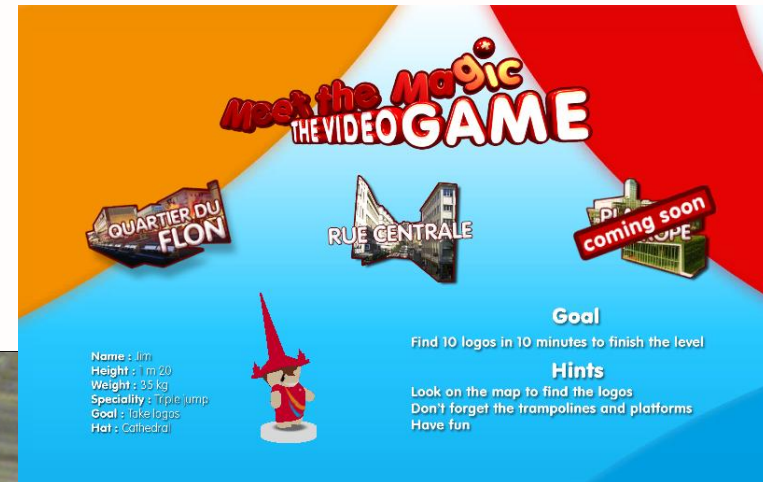 Meet the Magic
THE VIDEO GAME
QUARTIER DU
FLON
RUE CENTRALE
coming soon
Name : Jim
Height : 1 m 20
Weight : 35 kg
Speciality : Triple jump
Goal : Take logos
Hat : Cathedral
Goal
Find 10 logos in 10 minutes to finish the level
Hints
Look on the map to find the logos
Don't forget the trampolines and platforms
Have fun